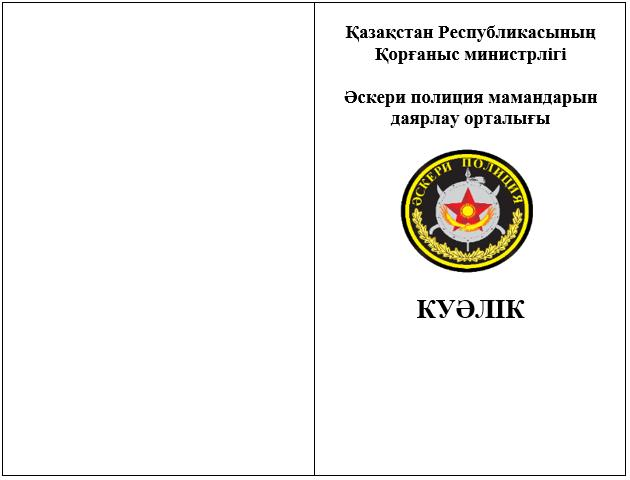 Қазақстан Республикасының
Қорғаныс министрлігі
Әскери полиция мамандарын
даярлау орталығы
ӘСКЕРИ ПОЛИЦИЯ
КУӘЛІК